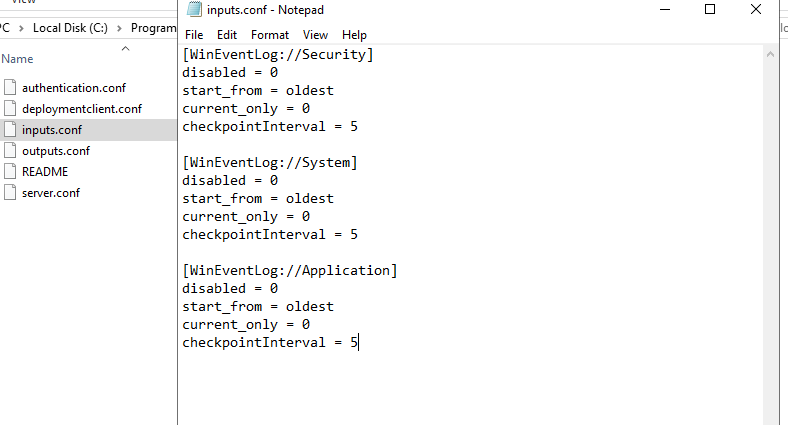 View
PC > Local Disk (C:) > Program
Name
authentication.conf
deploymentclient.conf
inputs.conf
outputs.conf
README
server.conf
inputs.conf - Notepad
File Edit Format View Help
[WinEventLog://Security]
disabled = 0
start_from = oldest
current_only = 0
checkpointInterval = 5
[WinEventLog://System]
disabled = 0
start_from = oldest
current_only = 0
checkpointInterval = 5
[WinEventLog://Application]
disabled = 0
start_from = oldest
current_only = 0
checkpointInterval = 5